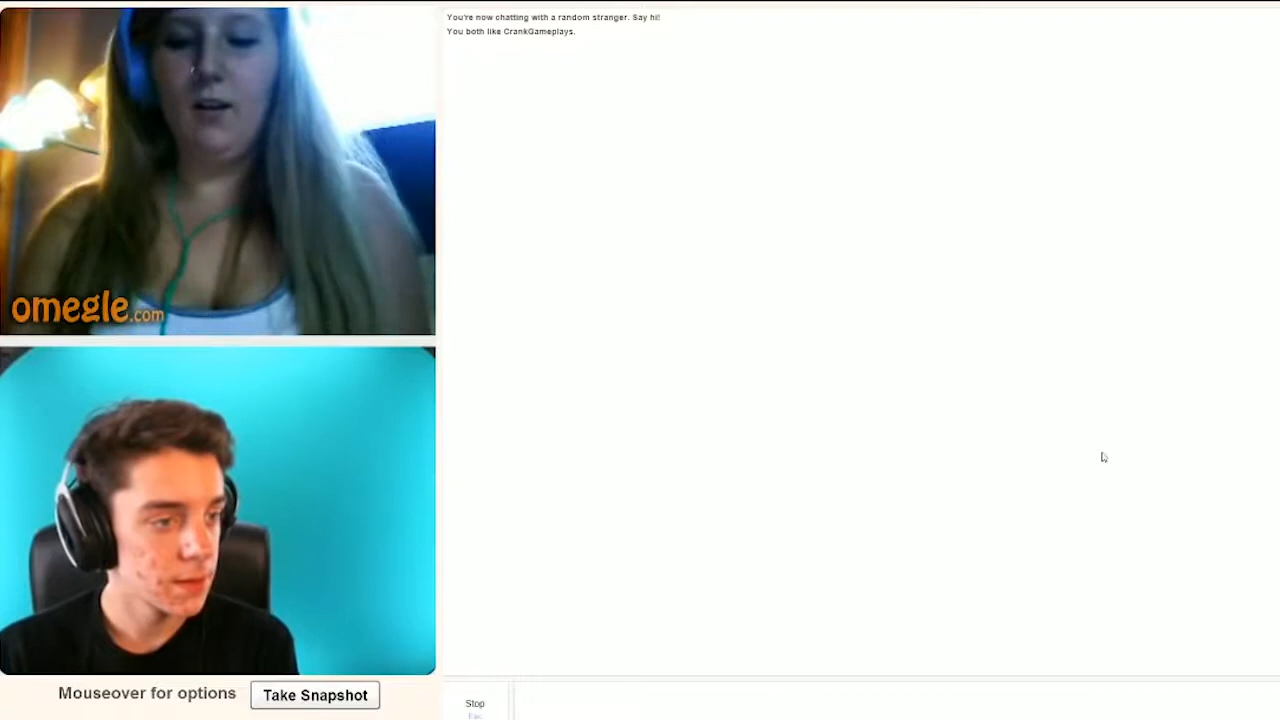 You're now chatting with a random stranger. Say hi!
You both like CrankGameplays.
omegle.com
Mouseover for options
Take Snapshot
Stop
Esc